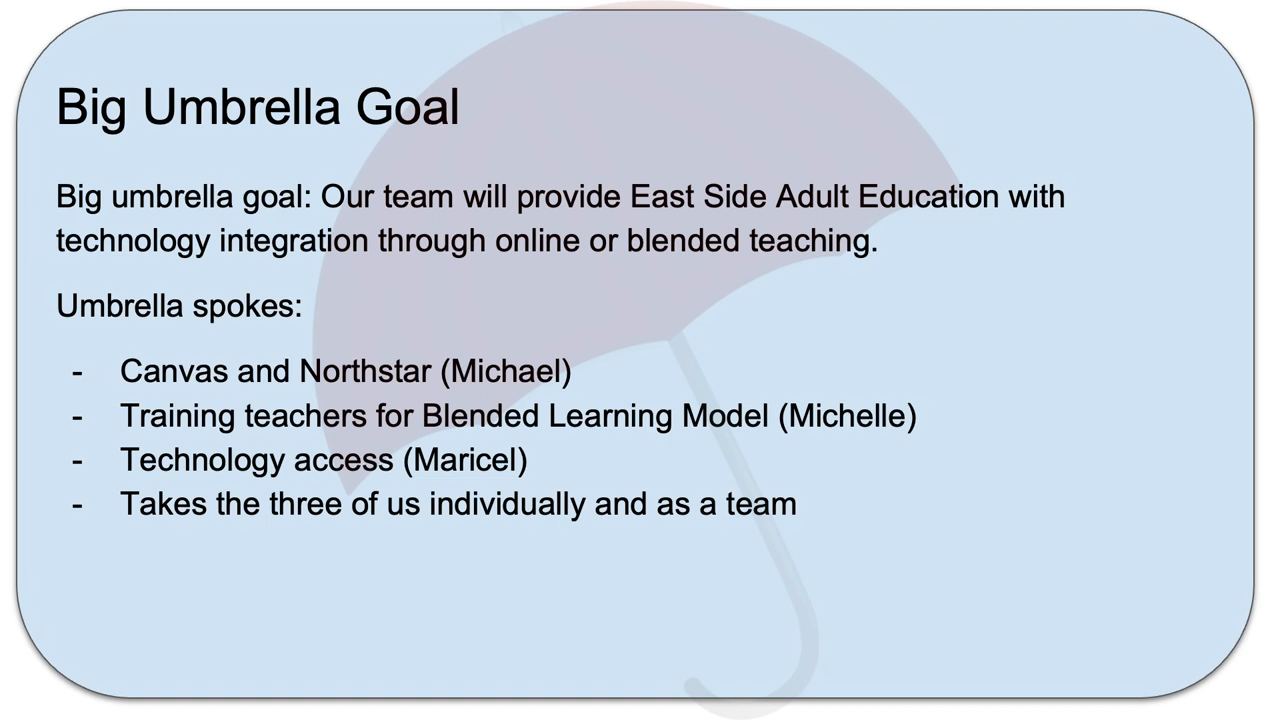 Big Umbrella Goal
Big umbrella goal: Our team will provide East Side Adult Education with
technology integration through online or blended teaching.
Umbrella spokes:
- Canvas and Northstar (Michael)
- Training teachers for Blended Learning Model (Michelle)
- Technology access (Maricel)
- Takes the three of us individually and as a team